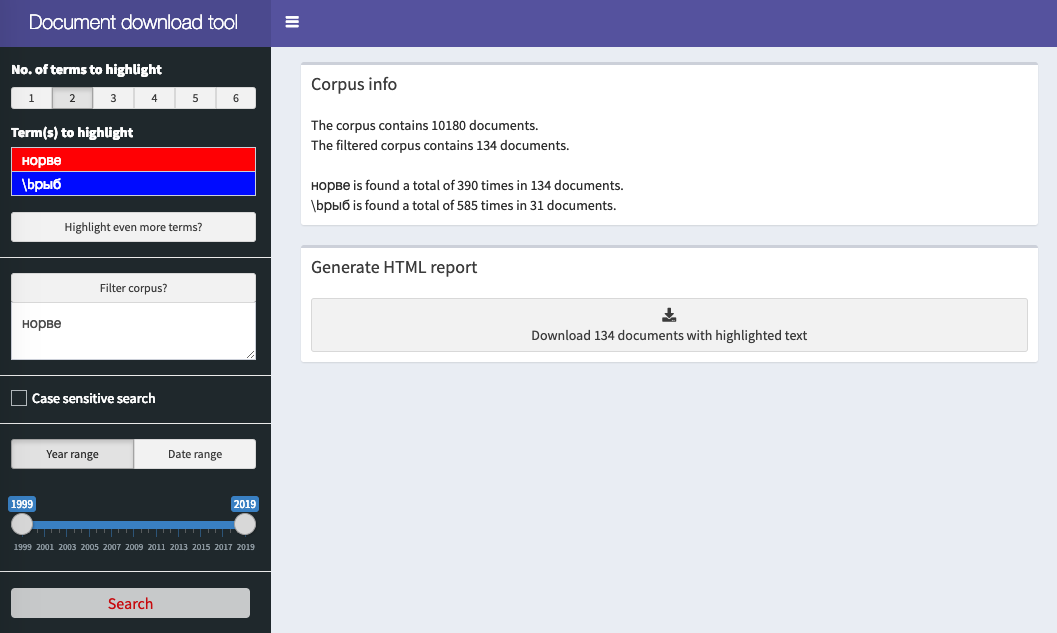 Document download tool
No. of terms to highlight
1 2 3 4 5 6
Term(s) to highlight
норве
\bрыб
Highlight even more terms?
Filter corpus?
норве
Case sensitive search
Year range Date range
1999 2019
1999 2001 2003 2005 2007 2009 2011 2013 2015 2017 2019
Search
Corpus info
The corpus contains 10180 documents.
The filtered corpus contains 134 documents.
норве is found a total of 390 times in 134 documents.
\bрыб is found a total of 585 times in 31 documents.
Generate HTML report
Download 134 documents with highlighted text